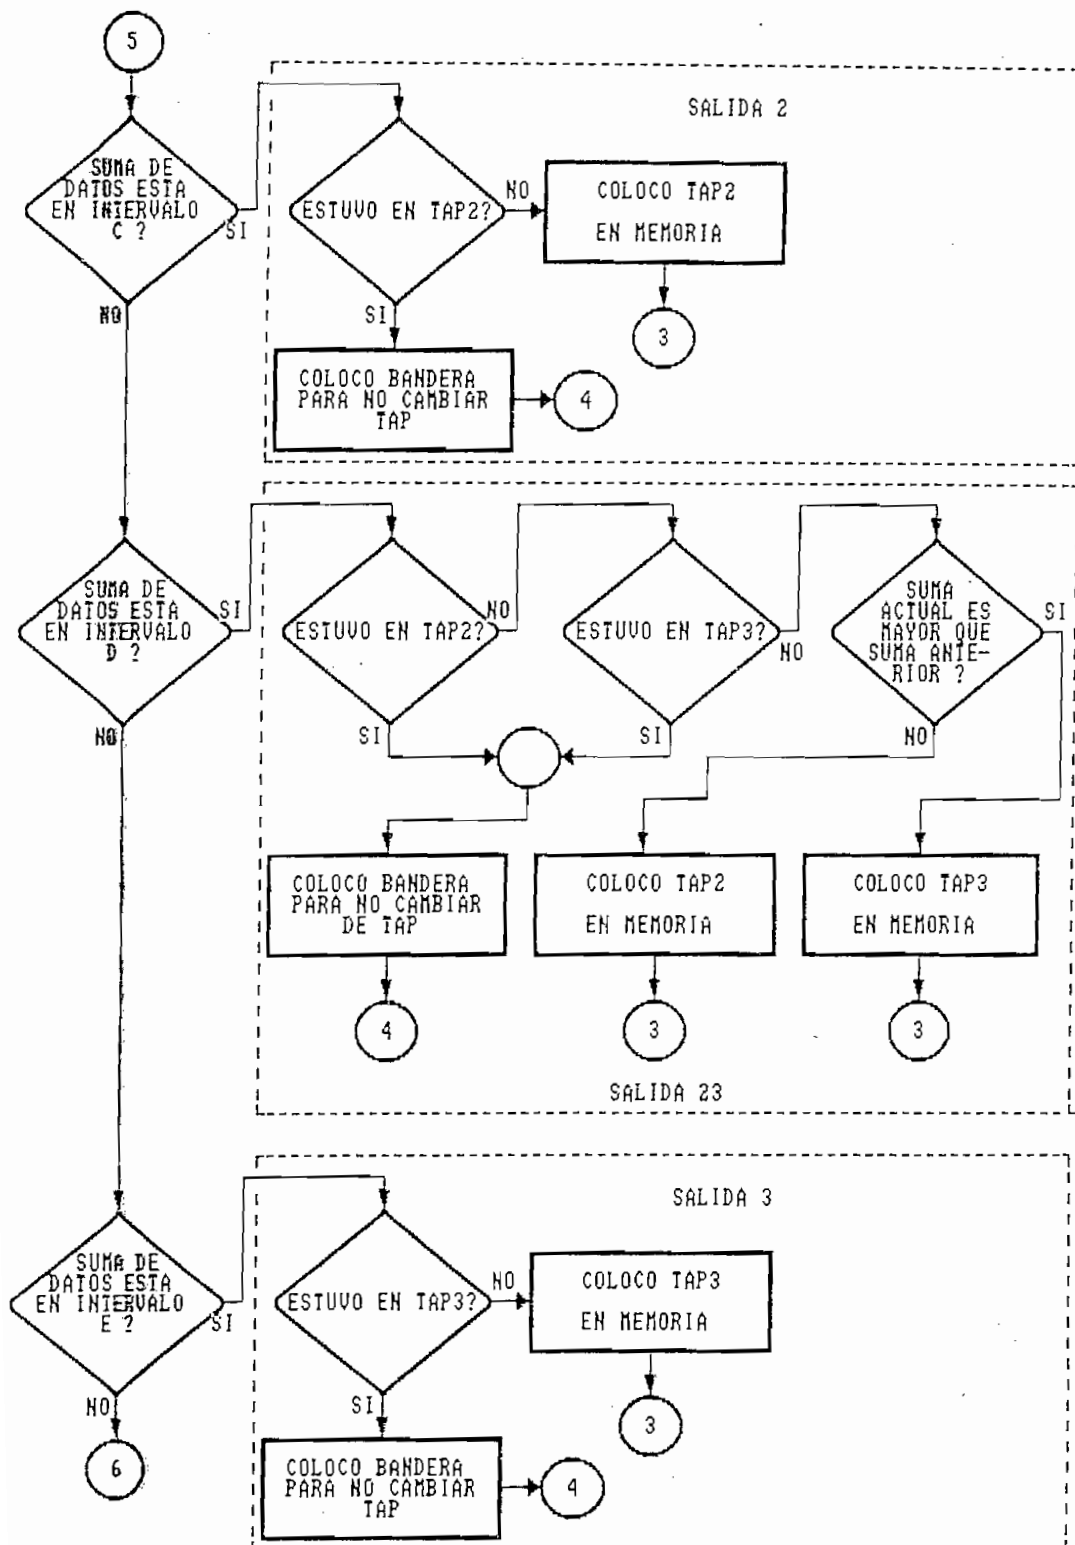 5
SALIDA 2
SUMA DE
DATOS ESTA
EN INTERVALO
C ?
SI
NO
ESTUVO EN TAP2?
NO
SI
COLOCO TAP2
EN MEMORIA
3
COLOCO BANDERA
PARA NO CAMBIAR
TAP
4
SUMA DE
DATOS ESTA
EN INTERVALO
D ?
SI
NO
ESTUVO EN TAP2?
NO
SI
ESTUVO EN TAP3?
NO
SI
SUMA
ACTUAL ES
MAYOR QUE
SUMA ANTE-
RIOR ?
SI
NO
COLOCO BANDERA
PARA NO CAMBIAR
DE TAP
COLOCO TAP2
EN MEMORIA
COLOCO TAP3
EN MEMORIA
4
3
3
SALIDA 23
SALIDA 3
SUMA DE
DATOS ESTA
EN INTERVALO
E ?
SI
NO
ESTUVO EN TAP3?
NO
SI
COLOCO TAP3
EN MEMORIA
3
6
COLOCO BANDERA
PARA NO CAMBIAR
TAP
4